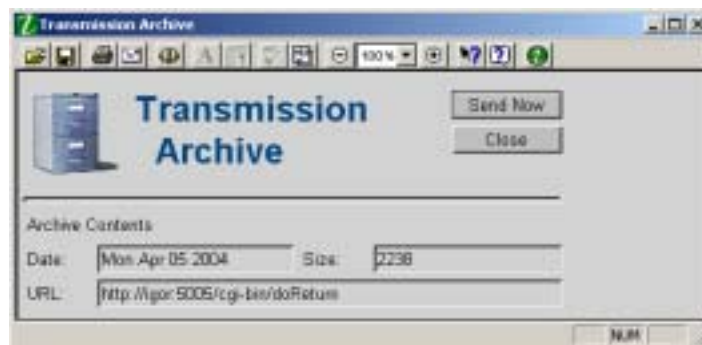 Transmission Archive
100%
Transmission
Archive
Send Now
Close
Archive Contents
Date: Mon Apr 05 2004 Size: 2238
URL: http://igor:5005/cgi-bin/doReturn
NUM